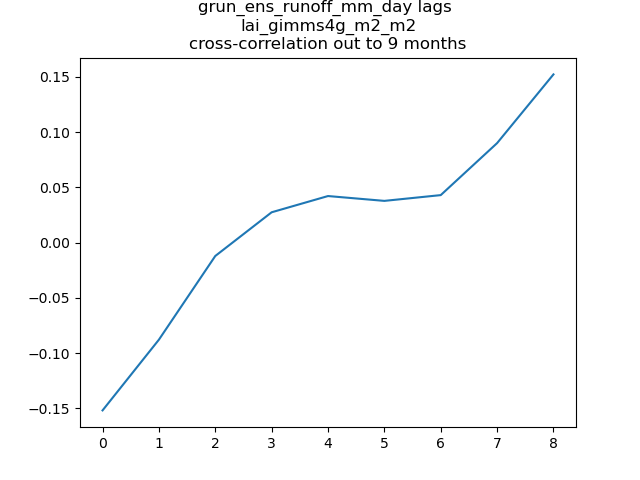 grun_ens_runoff_mm_day lags
lai_gimms4g_m2_m2
cross-correlation out to 9 months
0.15
0.10
0.05
0.00
−0.05
−0.10
−0.15
0 1 2 3 4 5 6 7 8